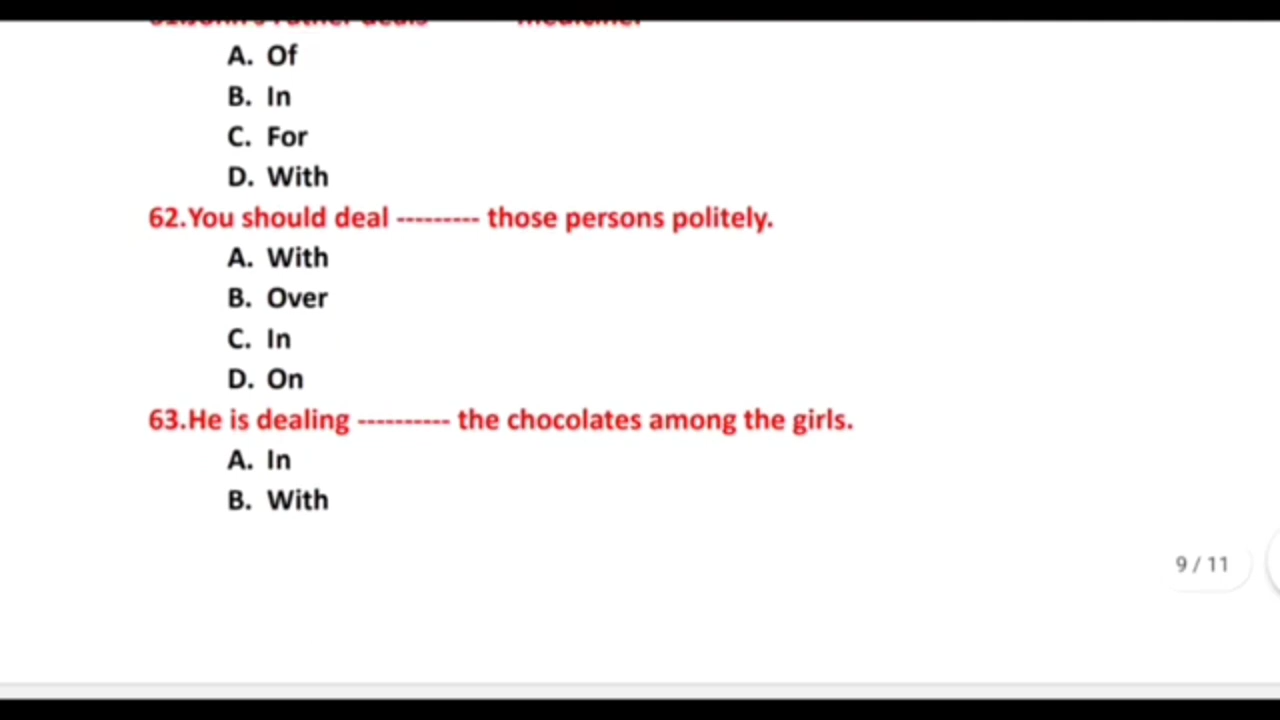 A. Of
B. In
C. For
D. With
62.You should deal --------- those persons politely.
A. With
B. Over
C. In
D. On
63.He is dealing ---------- the chocolates among the girls.
A. In
B. With
9 / 11